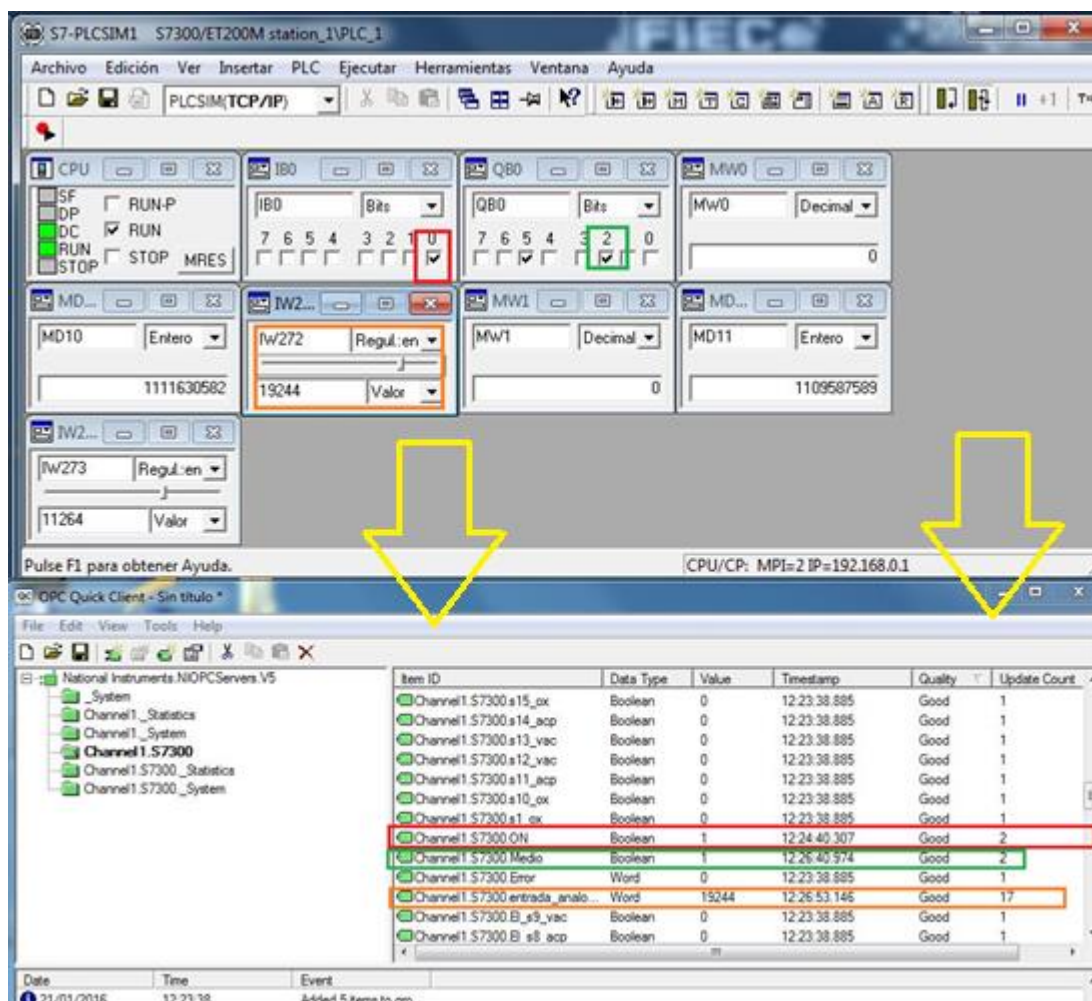 S7-PLCSIM1 S7300/ET200M station_1\PLC_1
Archivo Edición Ver Insertar PLC Ejecutar Herramientas Ventana Ayuda
PLCSIM(TCP/IP)
CPU IB0 QB0 MW0
SF
DP
DC
RUN
STOP
RUN-P
RUN
STOP MRES
IB0 Bits
7 6 5 4 3 2 1 0
QB0 Bits
7 6 5 4 3 2 0
MW0 Decimal
0
MD... IW2... MW1 MD...
MD10 Entero
1111630582
IW272 Regul.:en
19244 Valor
MW1 Decimal
0
MD11 Entero
1109587589
IW2...
IW273 Regul.:en
11264 Valor
Pulse F1 para obtener Ayuda. CPU/CP: MPI=2 IP=192.168.0.1
OPC Quick Client - Sin título *
File Edit View Tools Help
National Instruments.NIOPCServers.V5
_System
Channel1._Statistics
Channel1._System
Channel1.S7300
Channel1.S7300._Statistics
Channel1.S7300._System
Item ID Data Type Value Timestamp Quality Update Count
Channel1.S7300.s15_ox Boolean 0 12:23:38.885 Good 1
Channel1.S7300.s14_acp Boolean 0 12:23:38.885 Good 1
Channel1.S7300.s13_vac Boolean 0 12:23:38.885 Good 1
Channel1.S7300.s12_vac Boolean 0 12:23:38.885 Good 1
Channel1.S7300.s11_acp Boolean 0 12:23:38.885 Good 1
Channel1.S7300.s10_ox Boolean 0 12:23:38.885 Good 1
Channel1.S7300.s1_ox Boolean 0 12:23:38.885 Good 1
Channel1.S7300.ON Boolean 1 12:24:40.307 Good 2
Channel1.S7300.Medio Boolean 1 12:26:40.974 Good 2
Channel1.S7300.Error Word 0 12:23:38.885 Good 1
Channel1.S7300.entrada_analo... Word 19244 12:26:53.146 Good 17
Channel1.S7300.El_s9_vac Boolean 0 12:23:38.885 Good 1
Channel1.S7300.El_s8_acp Boolean 0 12:23:38.885 Good 1
Date Time Event
21/01/2016 12:23:38 Added 5 items to